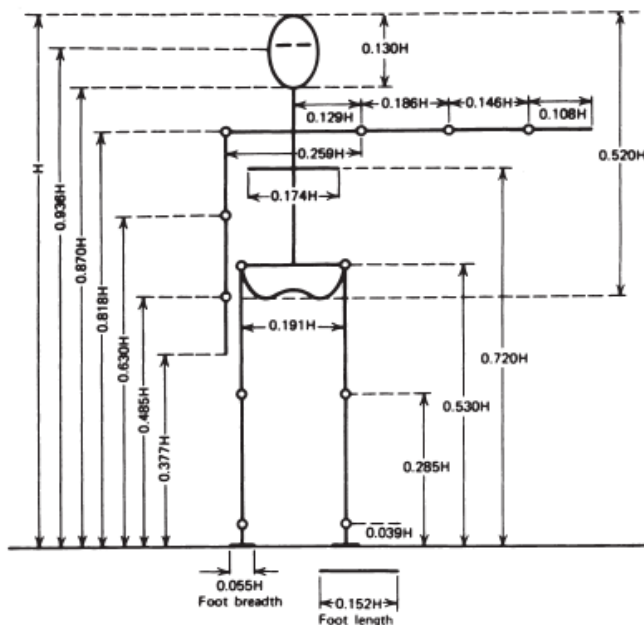 0.130H
0.186H
0.146H
0.129H
0.108H
0.259H
0.520H
H
0.936H
0.870H
0.174H
0.818H
0.630H
0.191H
0.720H
0.485H
0.530H
0.377H
0.285H
0.039H
0.055H
Foot breadth
0.152H
Foot length